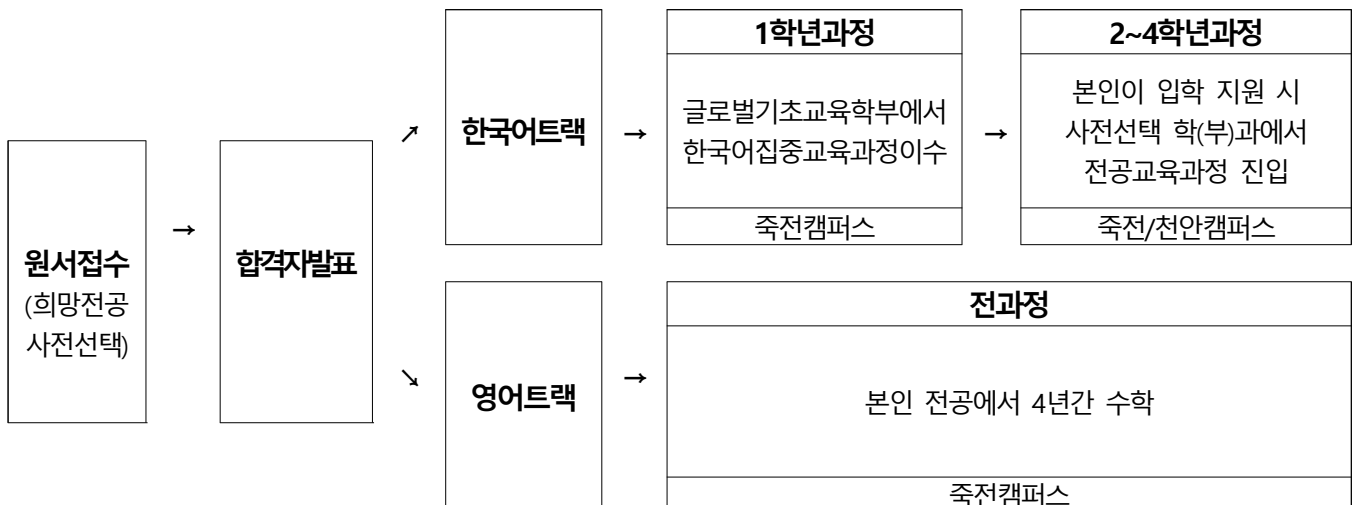 원서접수
(희망전공
사전선택)
→
합격자발표
↗
한국어트랙
→
1학년과정
글로벌기초교육학부에서
한국어집중교육과정이수
죽전캠퍼스
→
2~4학년과정
본인이 입학 지원 시
사전선택 학(부)과에서
전공교육과정 진입
죽전/천안캠퍼스
↘
영어트랙
→
전과정
본인 전공에서 4년간 수학
죽전캠퍼스